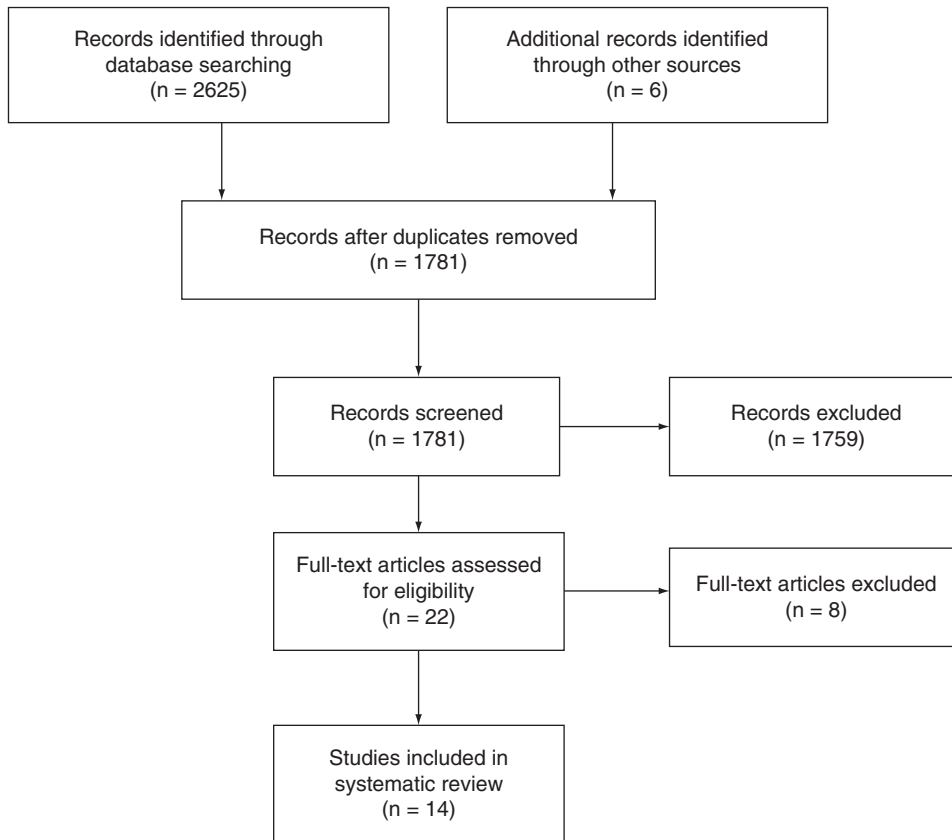 Records identified through
database searching
(n = 2625)
Additional records identified
through other sources
(n = 6)
Records after duplicates removed
(n = 1781)
Records screened
(n = 1781)
Records excluded
(n = 1759)
Full-text articles assessed
for eligibility
(n = 22)
Full-text articles excluded
(n = 8)
Studies included in
systematic review
(n = 14)